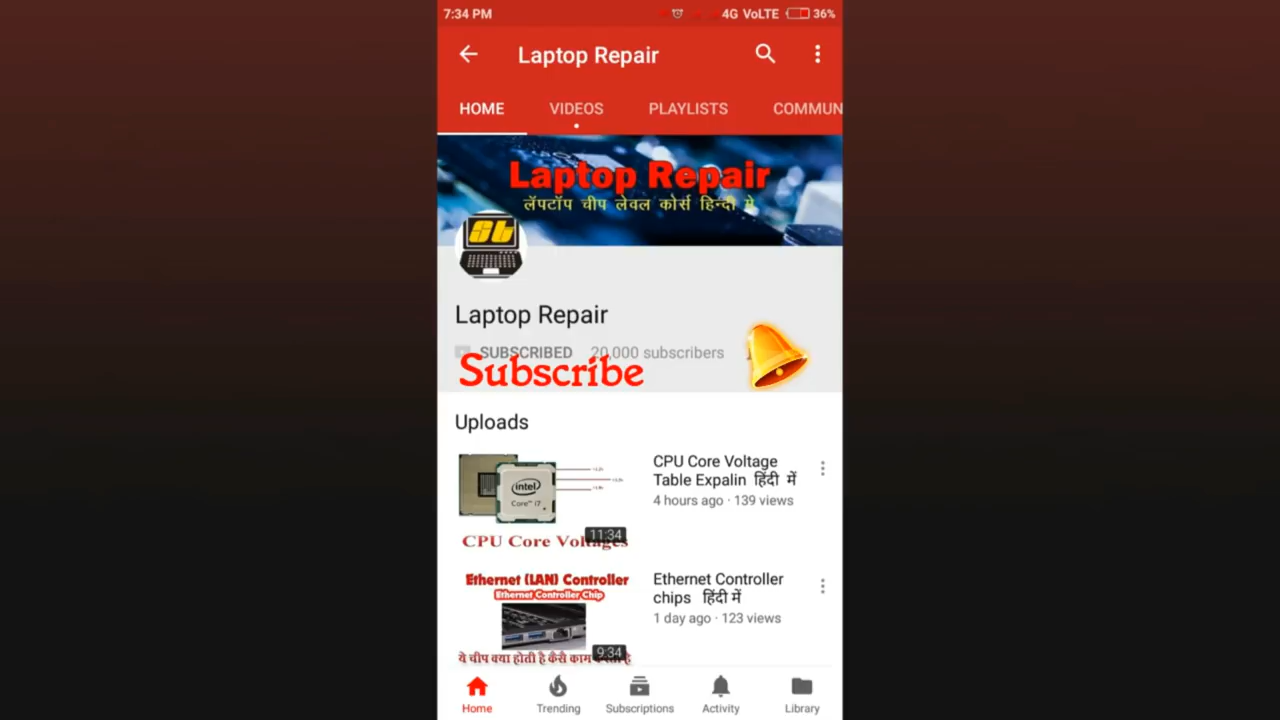 7:34 PM 4G VoLTE 36%
Laptop Repair
HOME VIDEOS PLAYLISTS COMMUN
Laptop Repair
लॅपटॉप चीप लेवल कोर्स हिन्दी मे
Laptop Repair
SUBSCRIBED 20,000 subscribers
Subscribe
Uploads
intel
Core™ i7
CPU Core Voltages
11:34
CPU Core Voltage
Table Expalin हिंदी में
4 hours ago · 139 views
Ethernet (LAN) Controller
Ethernet Controller Chip
ये चीप क्या होती है कैसे काम करती है
9:34
Ethernet Controller
chips हिंदी में
1 day ago · 123 views
Home Trending Subscriptions Activity Library